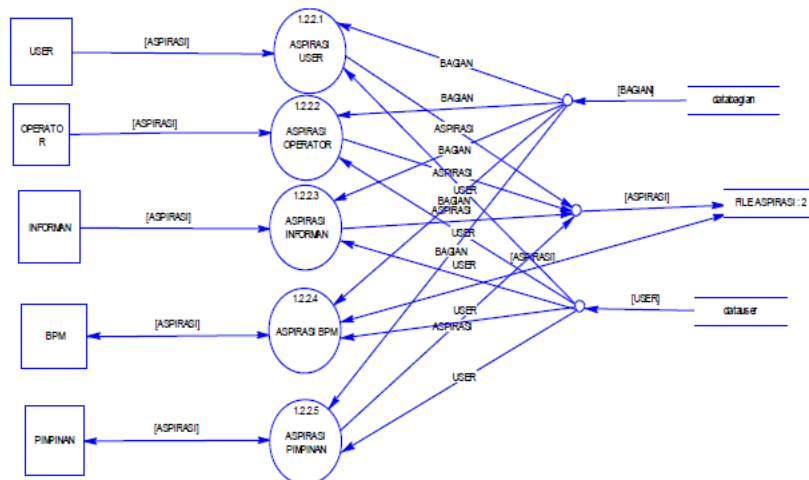 1.2.2.1
USER
[ASPIRASI]
ASPIRASI
USER
BAGIAN
1.2.2.2
BAGIAN
[BAGIAN]
databagian
OPERATO
R
[ASPIRASI]
ASPIRASI
OPERATOR
ASPIRASI
BAGIAN
ASPIRASI
1.2.2.3
USER
[ASPIRASI]
FILE ASPIRASI : 2
BAGIAN
ASPIRASI
INFORMAN
[ASPIRASI]
ASPIRASI
INFORMAN
USER
BAGIAN
[ASPIRASI]
USER
1.2.2.4
[USER]
datauser
USER
BPM
[ASPIRASI]
ASPIRASI BPM
ASPIRASI
USER
1.2.2.5
PIMPINAN
[ASPIRASI]
ASPIRASI
PIMPINAN